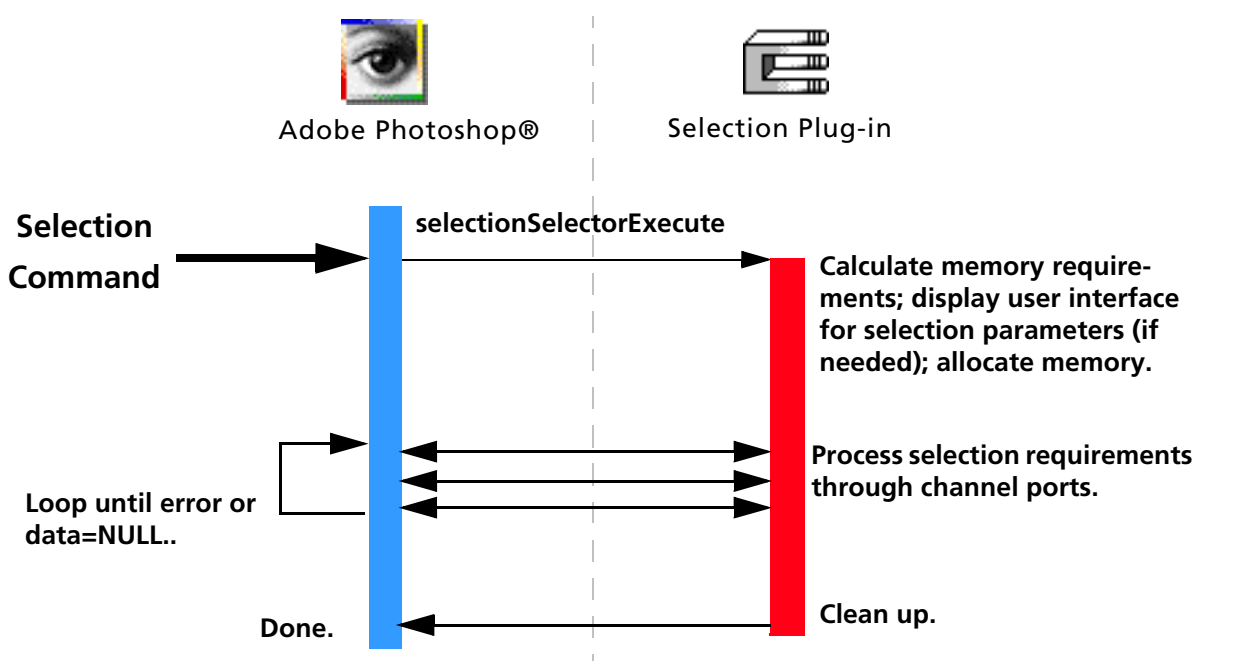 Adobe Photoshop®
Selection Plug-in
Selection
Command
selectionSelectorExecute
Calculate memory require-
ments; display user interface
for selection parameters (if
needed); allocate memory.
Process selection requirements
through channel ports.
Loop until error or
data=NULL..
Done.
Clean up.